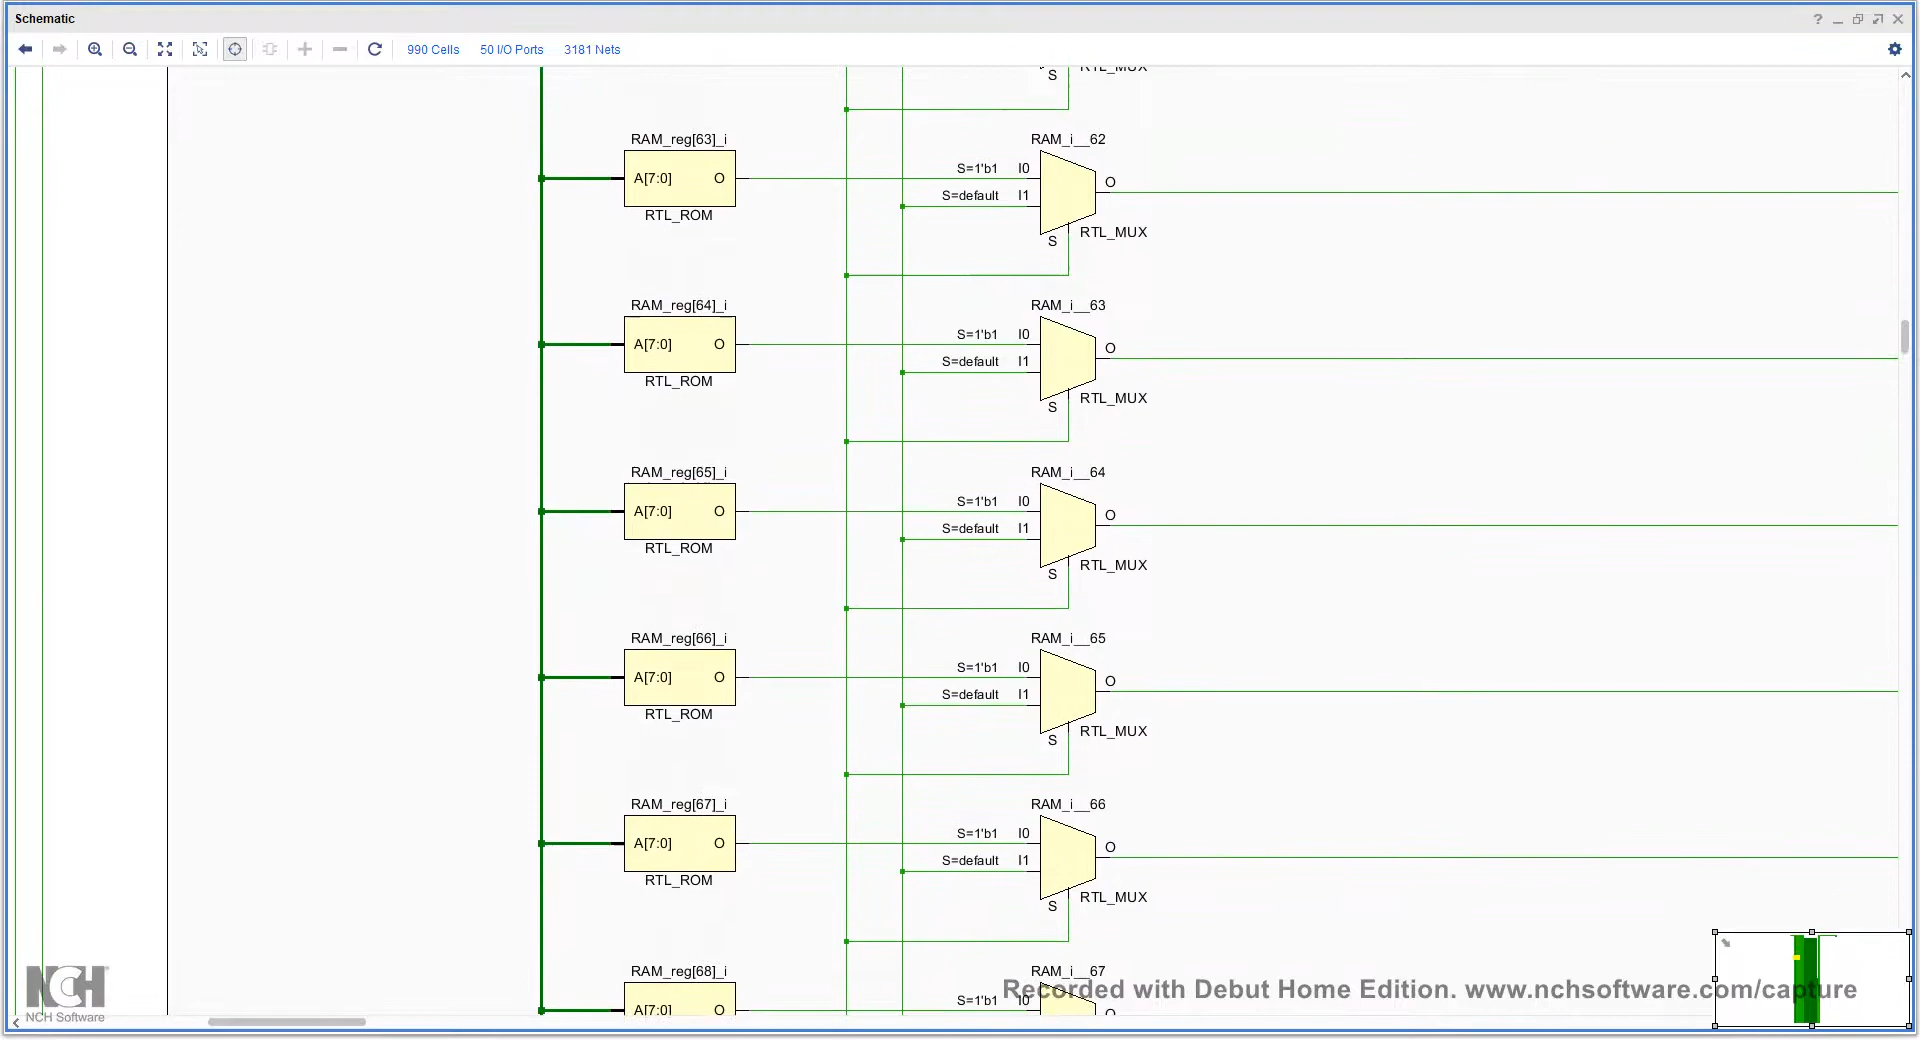 Schematic
990 Cells 50 I/O Ports 3181 Nets
S RTL_MUX
RAM_reg[63]_i RAM_i__62
A[7:0] O S=1'b1 I0 O
S=default I1
RTL_ROM RTL_MUX
S
RAM_reg[64]_i RAM_i__63
A[7:0] O S=1'b1 I0 O
S=default I1
RTL_ROM RTL_MUX
S
RAM_reg[65]_i RAM_i__64
A[7:0] O S=1'b1 I0 O
S=default I1
RTL_ROM RTL_MUX
S
RAM_reg[66]_i RAM_i__65
A[7:0] O S=1'b1 I0 O
S=default I1
RTL_ROM RTL_MUX
S
RAM_reg[67]_i RAM_i__66
A[7:0] O S=1'b1 I0 O
S=default I1
RTL_ROM RTL_MUX
S
RAM_reg[68]_i RAM_i__67
A[7:0] O S=1'b1 I0 O
Recorded with Debut Home Edition. www.nchsoftware.com/capture
NCH
NCH Software